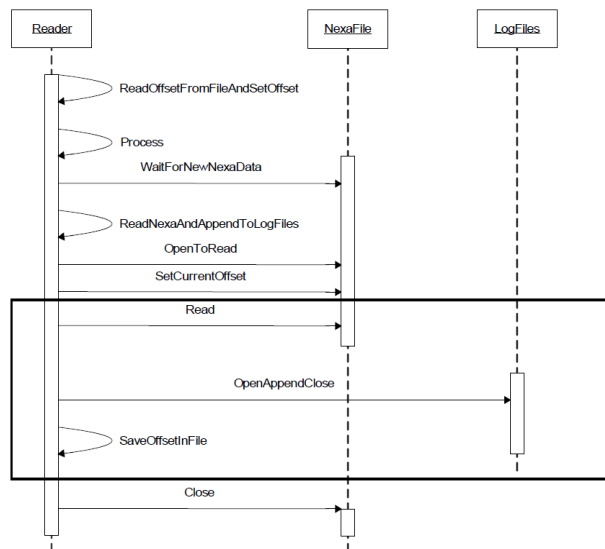 Reader
NexaFile
LogFiles
ReadOffsetFromFileAndSetOffset
Process
WaitForNewNexaData
ReadNexaAndAppendToLogFiles
OpenToRead
SetCurrentOffset
Read
OpenAppendClose
SaveOffsetInFile
Close